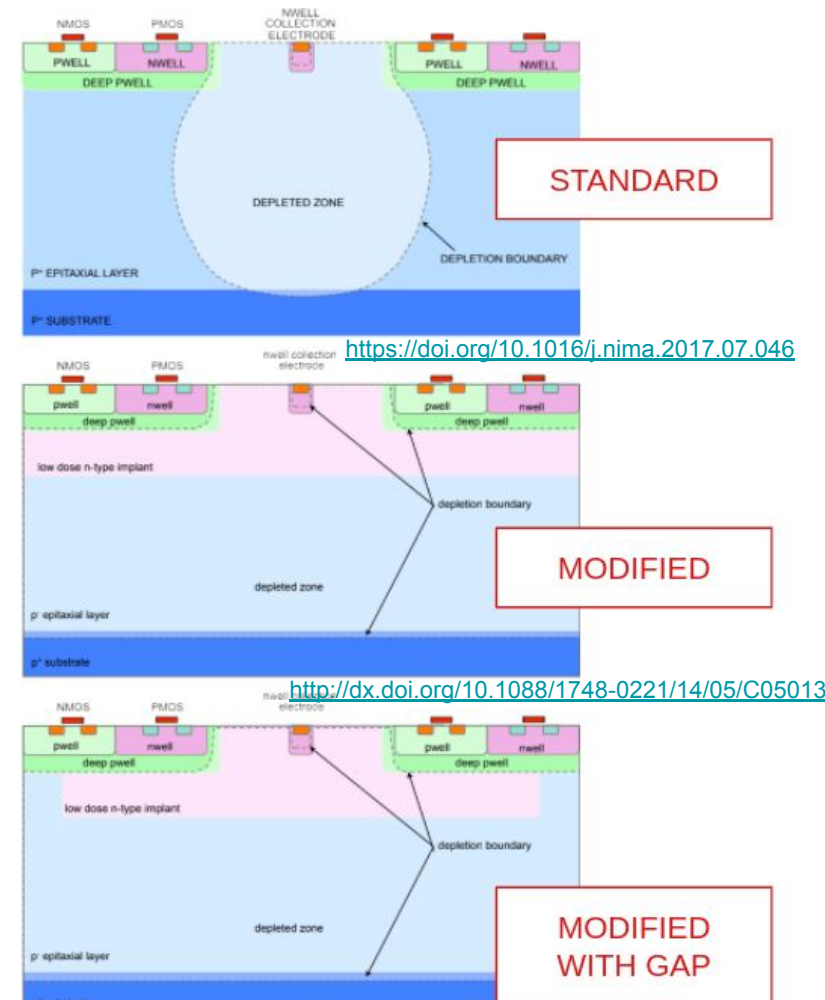 NWELL
COLLECTION
ELECTRODE
NMOS PMOS
PWELL NWELL PWELL NWELL
DEEP PWELL DEEP PWELL
STANDARD
DEPLETED ZONE
DEPLETION BOUNDARY
P⁻ EPITAXIAL LAYER
P⁺ SUBSTRATE
https://doi.org/10.1016/j.nima.2017.07.046
NMOS PMOS nwell collection
electrode
pwell nwell pwell nwell
deep pwell deep pwell
low dose n-type implant
depletion boundary
MODIFIED
depleted zone
p⁻ epitaxial layer
p⁺ substrate
http://dx.doi.org/10.1088/1748-0221/14/05/C05013
NMOS PMOS
electrode
pwell nwell pwell nwell
deep pwell deep pwell
low dose n-type implant
depletion boundary
depleted zone
MODIFIED
WITH GAP
p⁻ epitaxial layer